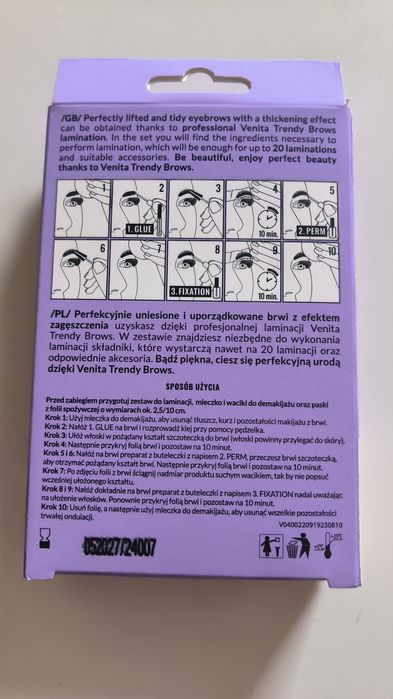 /GB/ Perfectly lifted and tidy eyebrows with a thickening effect
can be obtained thanks to professional Venita Trendy Brows
lamination. In the set you will find the ingredients necessary to
perform lamination, which will be enough for up to 20 laminations
and suitable accessories. Be beautiful, enjoy perfect beauty
thanks to Venita Trendy Brows.
1 2 3 4 5
1. GLUE 10 min. 2. PERM
6 7 8 9 10
3. FIXATION 10 min.
/PL/ Perfekcyjnie uniesione i uporządkowane brwi z efektem
zagęszczenia uzyskasz dzięki profesjonalnej laminacji Venita
Trendy Brows. W zestawie znajdziesz niezbędne do wykonania
laminacji składniki, które wystarczą nawet na 20 laminacji oraz
odpowiednie akcesoria. Bądź piękna, ciesz się perfekcyjną urodą
dzięki Venita Trendy Brows.
SPOSÓB UŻYCIA
Przed zabiegiem przygotuj zestaw do laminacji, mleczko i waciki do demakijażu oraz paski
z folii spożywczej o wymiarach ok. 2,5/10 cm.
Krok 1: Użyj mleczka do demakijażu, aby usunąć tłuszcz, kurz i pozostałości makijażu z brwi.
Krok 2: Nałóż 1. GLUE na brwi i rozprowadź klej przy pomocy pędzelka.
Krok 3: Ułóż włoski w pożądany kształt szczoteczką do brwi (włoski powinny przylegać do skóry).
Krok 4: Następnie przykryj folią brwi i pozostaw na 10 minut.
Krok 5 i 6: Nałóż na brwi preparat z buteleczki z napisem 2. PERM, przeczesz brwi szczoteczką,
aby otrzymać pożądany kształt brwi. Następnie przykryj folią brwi i pozostaw na 10 minut.
Krok 7: Po zdjęciu folii z brwi ściągnij nadmiar produktu suchym wacikiem, tak by nie popsuć
wcześniej ułożonego kształtu.
Krok 8 i 9: Nałóż dokładnie na brwi preparat z buteleczki z napisem 3. FIXATION nadal uważając
na ułożenie włosków. Ponownie przykryj folią brwi i pozostaw na 10 minut.
Krok 10: Usuń folię, a następnie użyj mleczko do demakijażu, aby usunąć wszelkie pozostałości
trwałej ondulacji.
V0400220919230810
052027/24007
+5°C +25°C